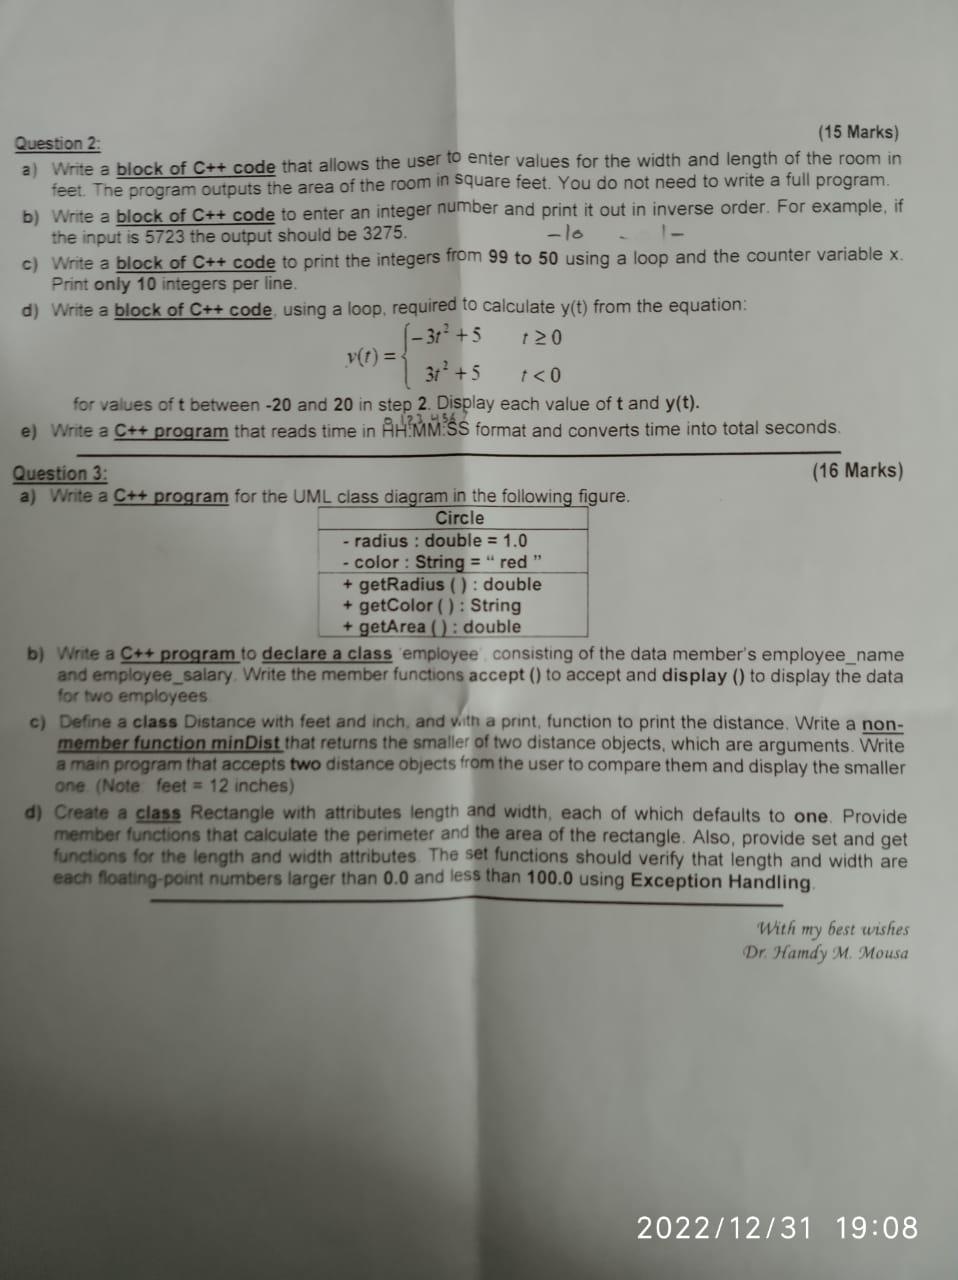 (15 Marks)
Question 2:
a) Write a block of C++ code that allows the user to enter values for the width and length of the room in
feet. The program outputs the area of the room in square feet. You do not need to write a full program.
b) Write a block of C++ code to enter an integer number and print it out in inverse order. For example, if
the input is 5723 the output should be 3275.
c) Write a block of C++ code to print the integers from 99 to 50 using a loop and the counter variable x.
Print only 10 integers per line.
d) Write a block of C++ code, using a loop, required to calculate y(t) from the equation:
y(t) = { -3t² + 5 t ≥ 0
3t² + 5 t < 0
for values of t between -20 and 20 in step 2. Display each value of t and y(t).
e) Write a C++ program that reads time in HH:MM:SS format and converts time into total seconds.
Question 3: (16 Marks)
a) Write a C++ program for the UML class diagram in the following figure.
Circle
- radius : double = 1.0
- color : String = “ red ”
+ getRadius ( ) : double
+ getColor ( ) : String
+ getArea ( ) : double
b) Write a C++ program to declare a class 'employee', consisting of the data member's employee_name
and employee_salary. Write the member functions accept () to accept and display () to display the data
for two employees
c) Define a class Distance with feet and inch, and with a print, function to print the distance. Write a non-
member function minDist that returns the smaller of two distance objects, which are arguments. Write
a main program that accepts two distance objects from the user to compare them and display the smaller
one. (Note: feet = 12 inches)
d) Create a class Rectangle with attributes length and width, each of which defaults to one. Provide
member functions that calculate the perimeter and the area of the rectangle. Also, provide set and get
functions for the length and width attributes. The set functions should verify that length and width are
each floating-point numbers larger than 0.0 and less than 100.0 using Exception Handling.
With my best wishes
Dr. Hamdy M. Mousa
2022/12/31 19:08